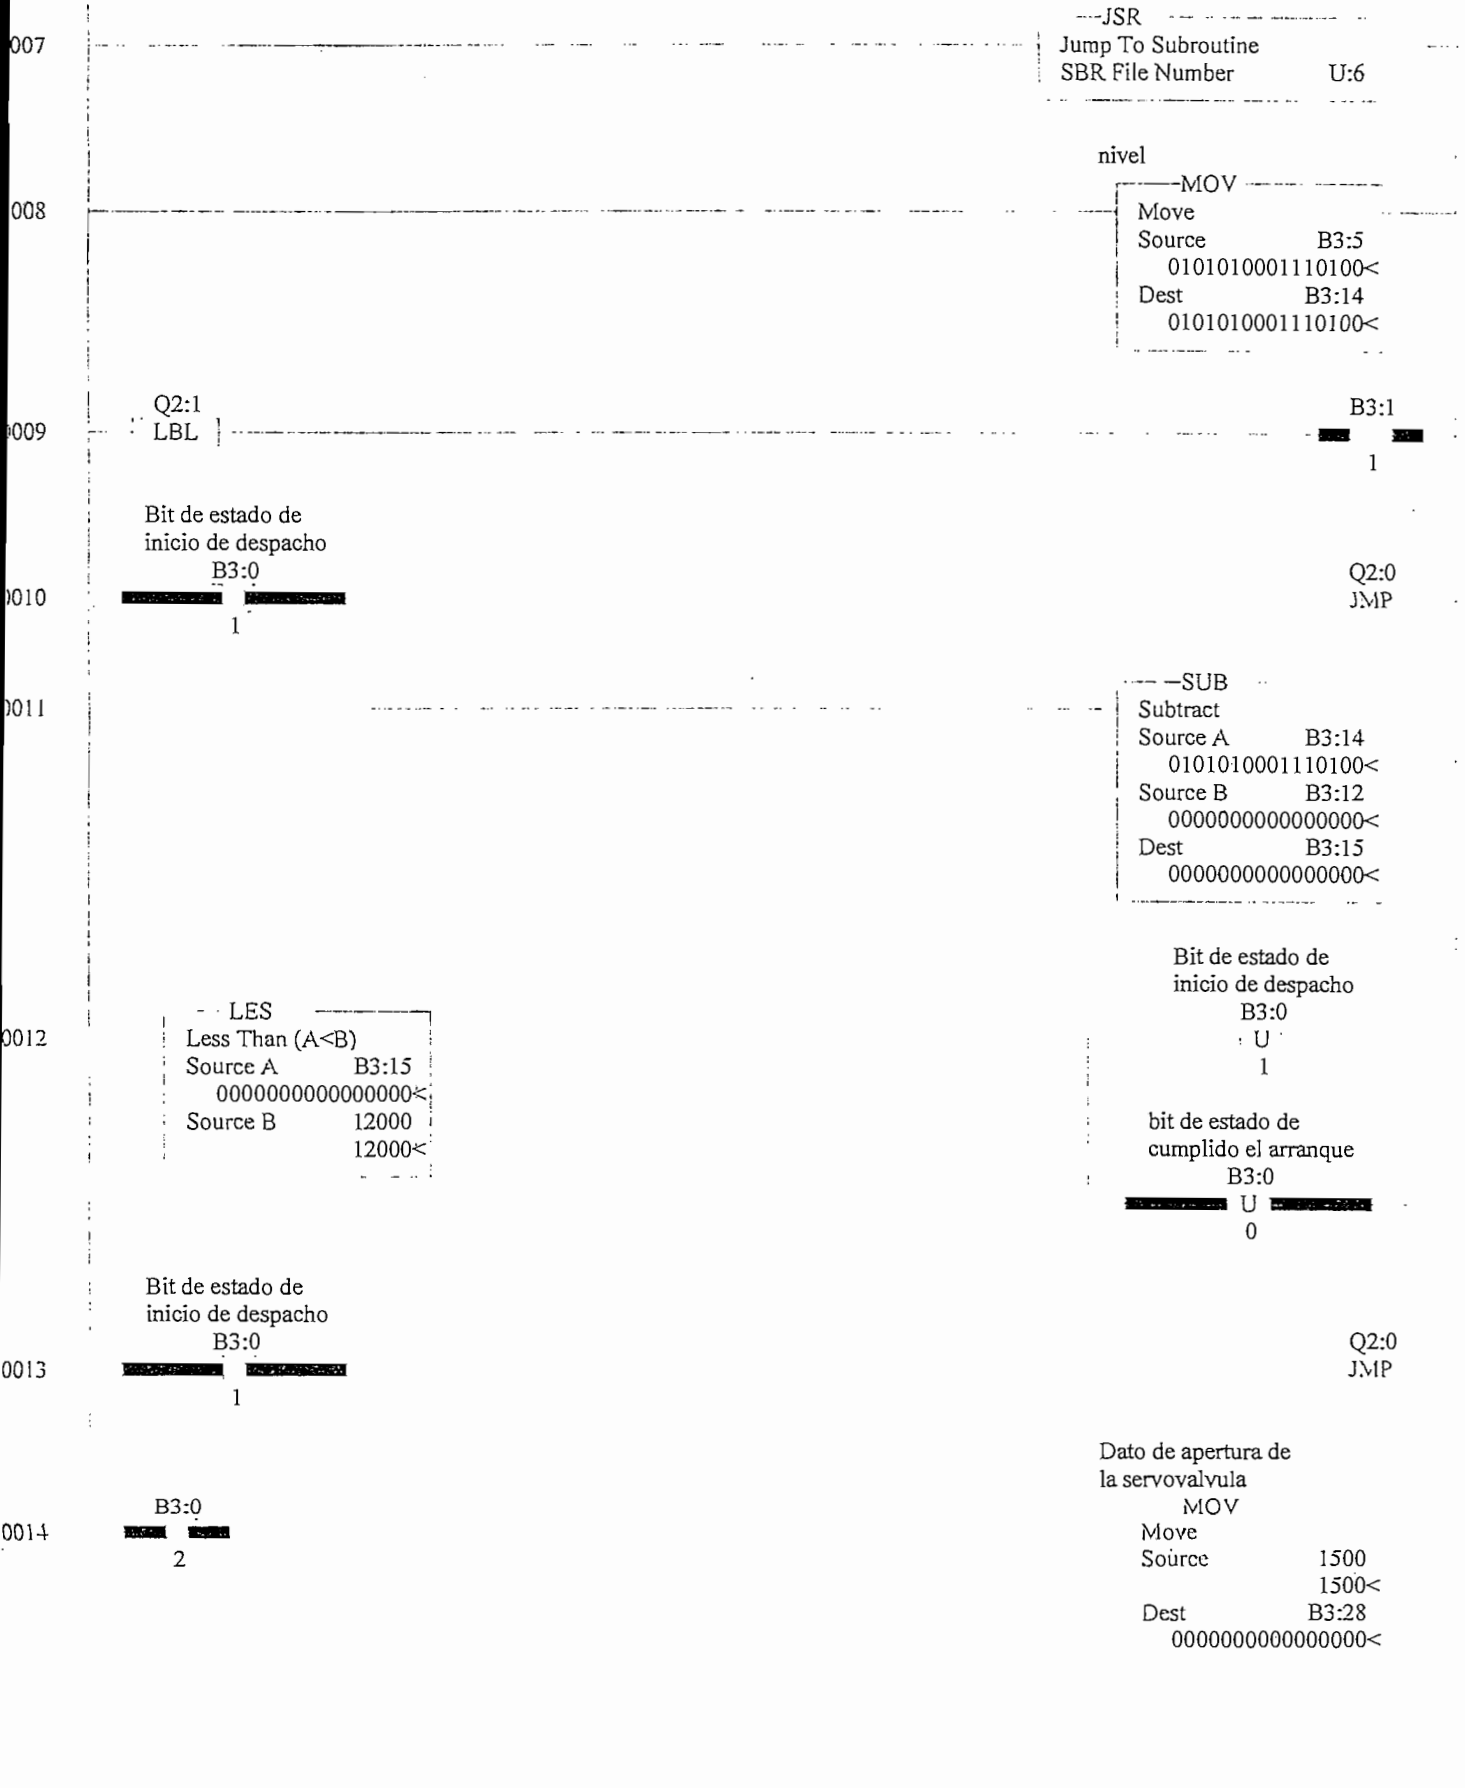 JSR
007
Jump To Subroutine
SBR File Number U:6
nivel
MOV
008
Move
Source B3:5
0101010001110100<
Dest B3:14
0101010001110100<
Q2:1
B3:1
009
LBL
1
Bit de estado de
inicio de despacho
B3:0
Q2:0
0010
JMP
1
SUB
0011
Subtract
Source A B3:14
0101010001110100<
Source B B3:12
0000000000000000<
Dest B3:15
0000000000000000<
Bit de estado de
inicio de despacho
LES
B3:0
0012
Less Than (A<B)
U
Source A B3:15
1
0000000000000000<
Source B 12000
bit de estado de
12000<
cumplido el arranque
B3:0
U
0
Bit de estado de
inicio de despacho
B3:0
Q2:0
0013
JMP
1
Dato de apertura de
la servovalvula
B3:0
MOV
0014
Move
2
Source 1500
1500<
Dest B3:28
0000000000000000<